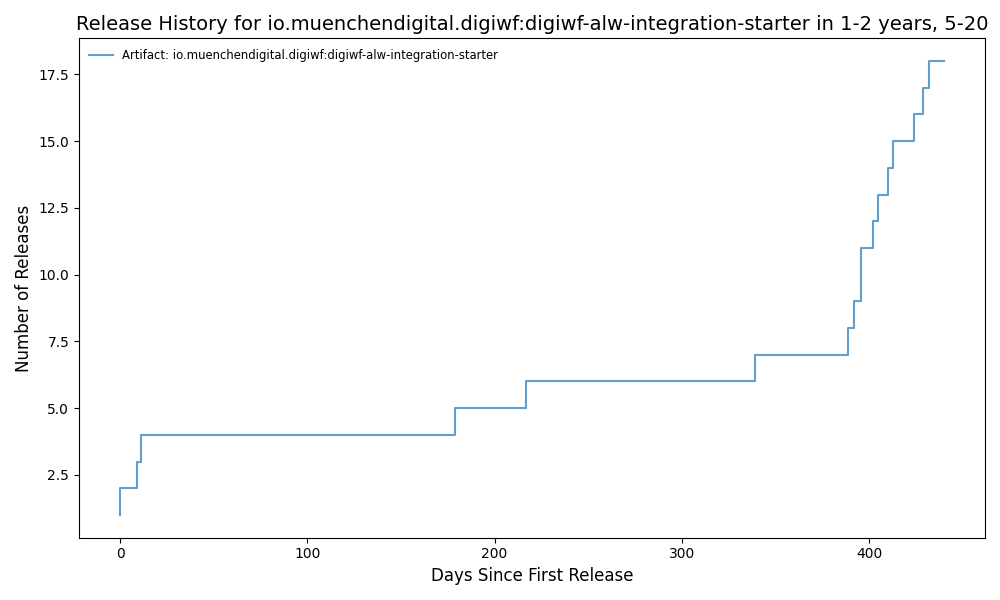 Release History for io.muenchendigital.digiwf:digiwf-alw-integration-starter in 1-2 years, 5-20
Artifact: io.muenchendigital.digiwf:digiwf-alw-integration-starter
Number of Releases
17.5
15.0
12.5
10.0
7.5
5.0
2.5
0 100 200 300 400
Days Since First Release